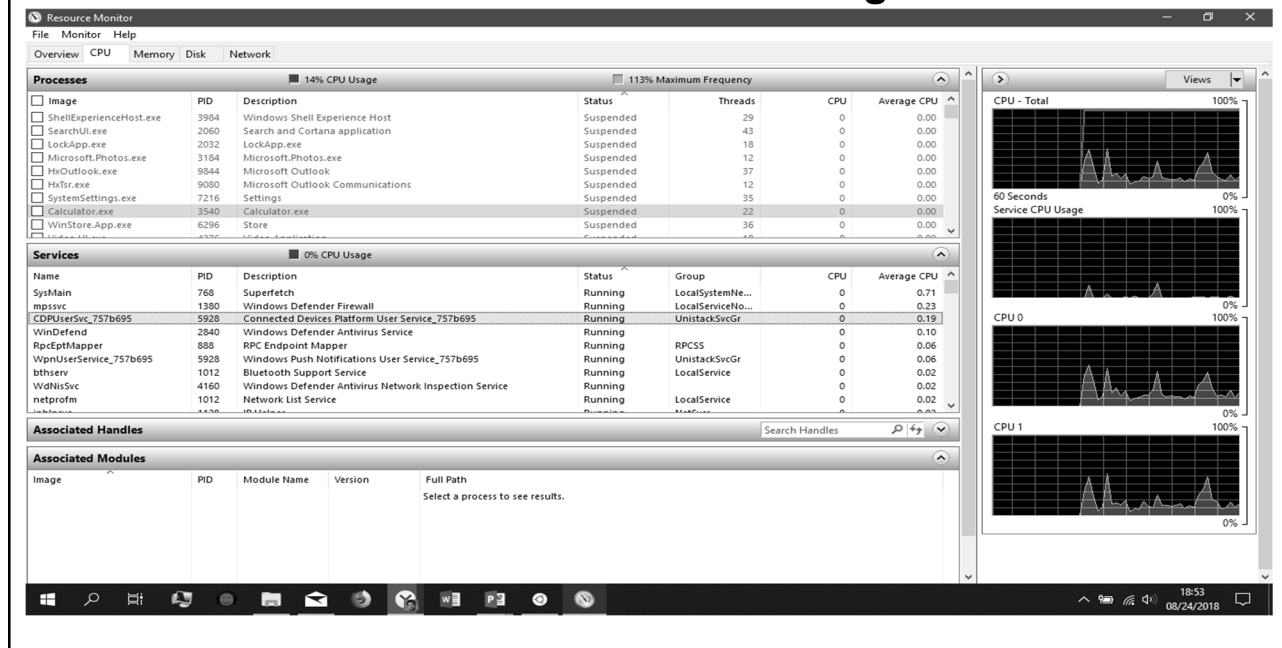 g
Resource Monitor
File Monitor Help
Overview CPU Memory Disk Network
Processes 14% CPU Usage 113% Maximum Frequency
Image PID Description Status Threads CPU Average CPU
ShellExperienceHost.exe 3984 Windows Shell Experience Host Suspended 29 0 0.00
SearchUI.exe 2060 Search and Cortana application Suspended 43 0 0.00
LockApp.exe 2032 LockApp.exe Suspended 18 0 0.00
Microsoft.Photos.exe 3184 Microsoft.Photos.exe Suspended 12 0 0.00
HxOutlook.exe 9844 Microsoft Outlook Suspended 37 0 0.00
HxTsr.exe 9080 Microsoft Outlook Communications Suspended 12 0 0.00
SystemSettings.exe 7216 Settings Suspended 35 0 0.00
Calculator.exe 3540 Calculator.exe Suspended 22 0 0.00
WinStore.App.exe 6296 Store Suspended 36 0 0.00
Services 0% CPU Usage
Name PID Description Status Group CPU Average CPU
SysMain 768 Superfetch Running LocalSystemNe... 0 0.71
mpssvc 1380 Windows Defender Firewall Running LocalServiceNo... 0 0.23
CDPUserSvc_757b695 5928 Connected Devices Platform User Service_757b695 Running UnistackSvcGr 0 0.19
WinDefend 2840 Windows Defender Antivirus Service Running 0 0.10
RpcEptMapper 888 RPC Endpoint Mapper Running RPCSS 0 0.06
WpnUserService_757b695 5928 Windows Push Notifications User Service_757b695 Running UnistackSvcGr 0 0.06
bthserv 1012 Bluetooth Support Service Running LocalService 0 0.02
WdNisSvc 4160 Windows Defender Antivirus Network Inspection Service Running 0 0.02
netprofm 1012 Network List Service Running LocalService 0 0.02
Associated Handles Search Handles
Associated Modules
Image PID Module Name Version Full Path
Select a process to see results.
Views
CPU - Total 100%
60 Seconds 0%
Service CPU Usage 100%
0%
CPU 0 100%
0%
CPU 1 100%
0%
18:53
08/24/2018